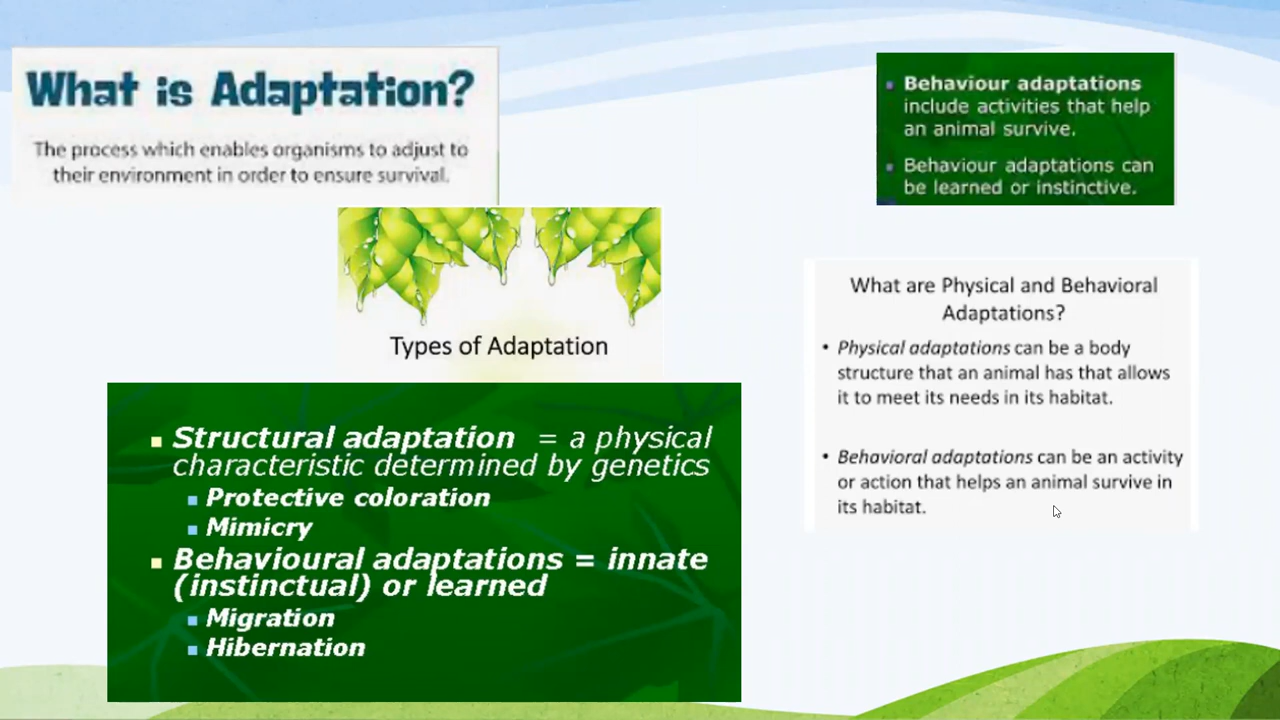 What is Adaptation?
The process which enables organisms to adjust to
their environment in order to ensure survival.
Types of Adaptation
Structural adaptation = a physical
characteristic determined by genetics
Protective coloration
Mimicry
Behavioural adaptations = innate
(instinctual) or learned
Migration
Hibernation
Behaviour adaptations
include activities that help
an animal survive.
Behaviour adaptations can
be learned or instinctive.
What are Physical and Behavioral
Adaptations?
• Physical adaptations can be a body
structure that an animal has that allows
it to meet its needs in its habitat.
• Behavioral adaptations can be an activity
or action that helps an animal survive in
its habitat.